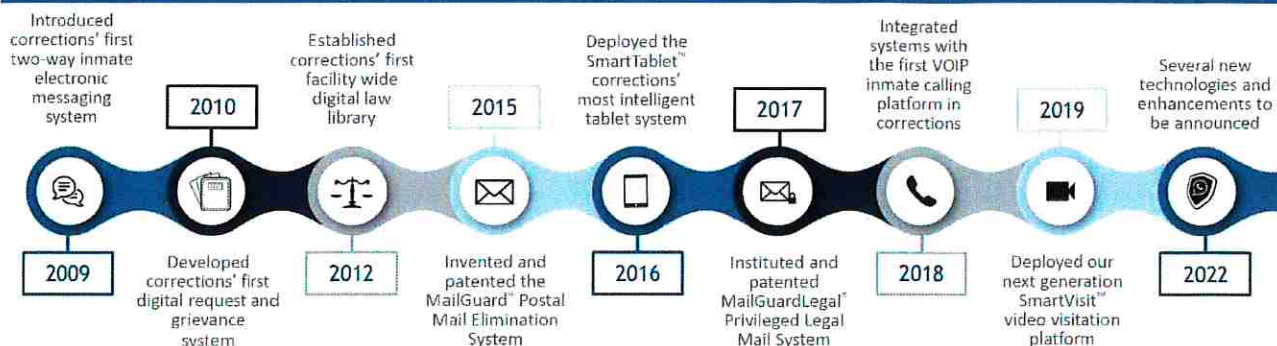 Introduced
corrections' first
two-way inmate
electronic
messaging
system
2009
2010
Developed
corrections' first
digital request and
grievance
system
Established
corrections' first
facility wide
digital law
library
2012
2015
Invented and
patented the
MailGuard™ Postal
Mail Elimination
System
Deployed the
SmartTablet™
corrections'
most intelligent
tablet system
2016
2017
Instituted and
patented
MailGuardLegal™
Privileged Legal
Mail System
Integrated
systems with
the first VOIP
inmate calling
platform in
corrections
2018
2019
Deployed our
next generation
SmartVisit™
video visitation
platform
Several new
technologies and
enhancements to
be announced
2022